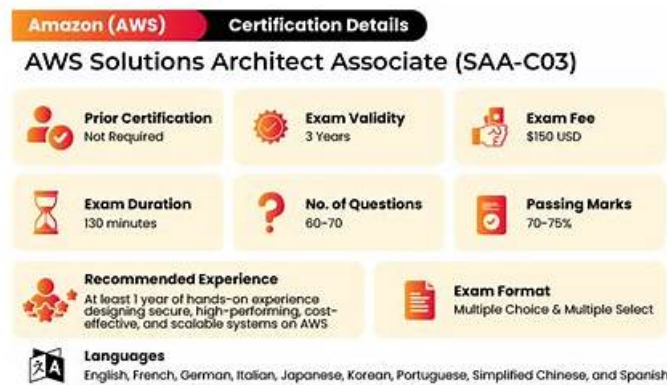 Amazon (AWS)
Certification Details
AWS Solutions Architect Associate (SAA-C03)
Prior Certification
Not Required
Exam Validity
3 Years
Exam Fee
$150 USD
Exam Duration
130 minutes
No. of Questions
60-70
Passing Marks
70-75%
Recommended Experience
At least 1 year of hands-on experience
designing secure, high-performing, cost-
effective, and scalable systems on AWS
Exam Format
Multiple Choice & Multiple Select
Languages
English, French, German, Italian, Japanese, Korean, Portuguese, Simplified Chinese, and Spanish